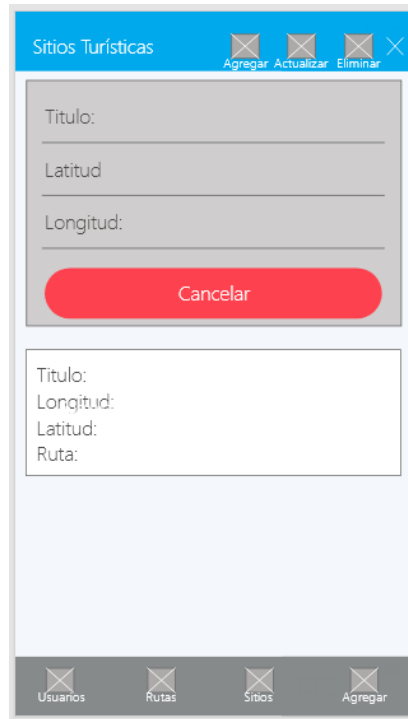 Sitios Turísticas
Agregar Actualizar Eliminar
Titulo:
Latitud
Longitud:
Cancelar
Titulo:
Longitud:
Latitud:
Ruta:
Usuarios Rutas Sitios Agregar